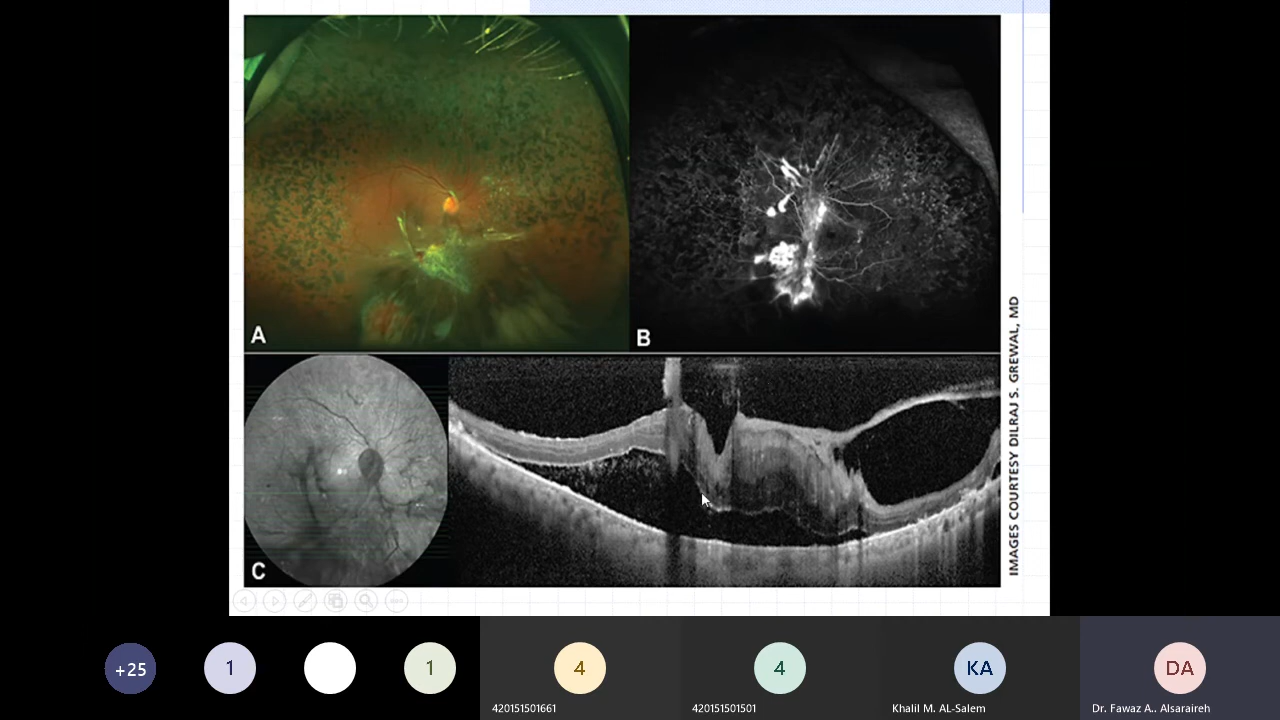 A
B
C
IMAGES COURTESY DILRAJ S. GREWAL, MD
+25
1
1
4
4
KA
DA
420151501661
420151501501
Khalil M. AL-Salem
Dr. Fawaz A.. Alsaraireh